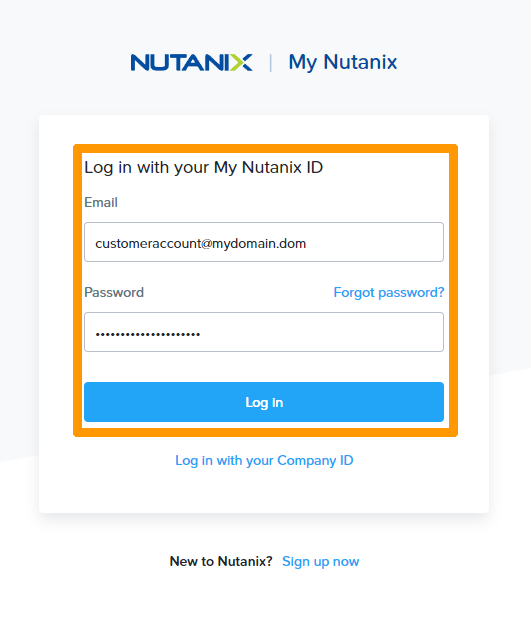 NUTANIX | My Nutanix
Log in with your My Nutanix ID
Email
customeraccount@mydomain.dom
Password Forgot password?
•••••••••••••••••••••
Log In
Log in with your Company ID
New to Nutanix? Sign up now